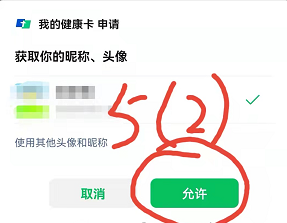 我的健康卡 申请
获取你的昵称、头像
5(2)
使用其他头像和昵称
取消 允许